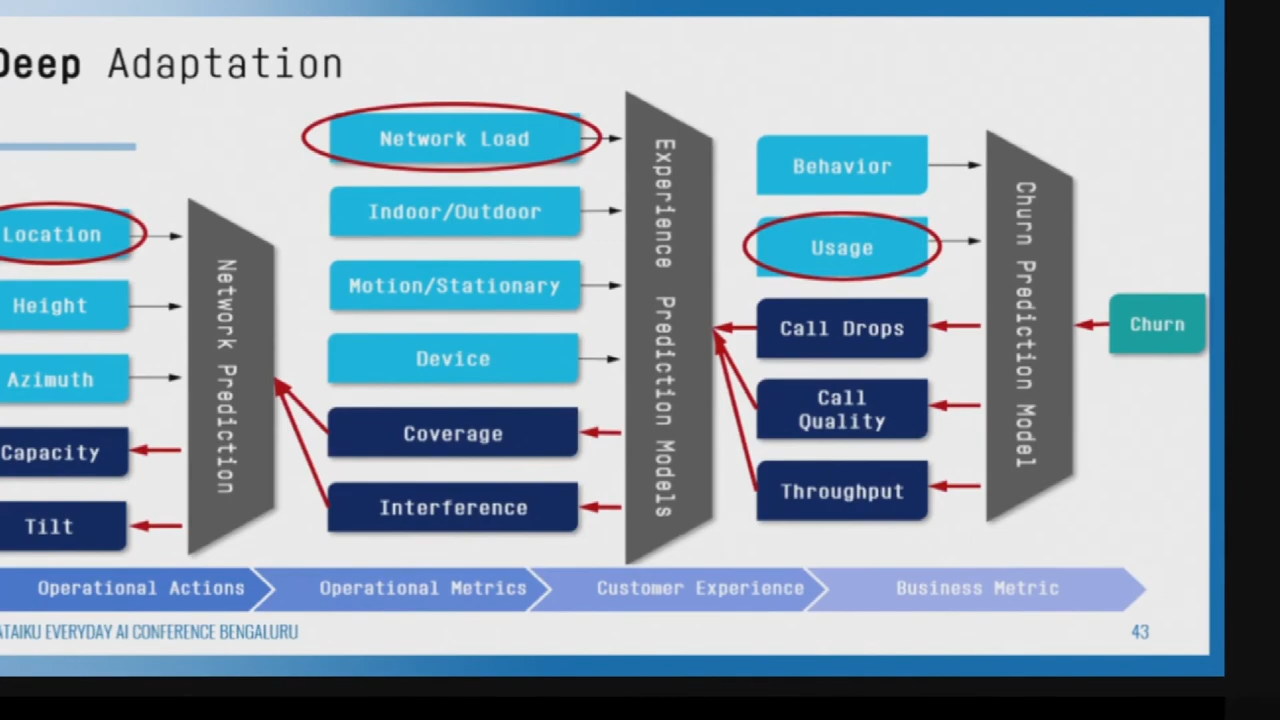 Deep Adaptation
Location
Height
Azimuth
Capacity
Tilt
Network Prediction
Network Load
Indoor/Outdoor
Motion/Stationary
Device
Coverage
Interference
Experience Prediction Models
Behavior
Usage
Call Drops
Call
Quality
Throughput
Churn Prediction Model
Churn
Operational Actions
Operational Metrics
Customer Experience
Business Metric
ATAIKU EVERYDAY AI CONFERENCE BENGALURU
43